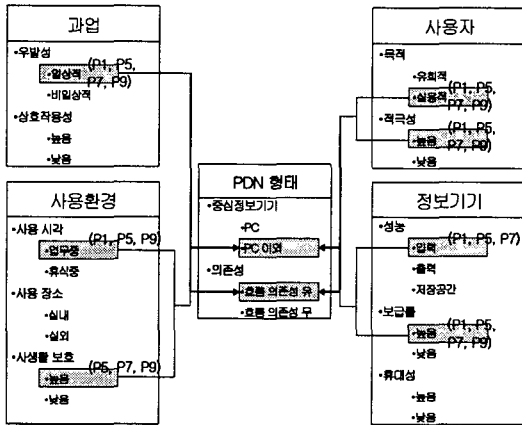 과업
•우발성
•일상적 (P1, P5, P7, P9)
•비일상적
•상호작용성
•높음
•낮음
사용환경
•사용 시각
•업무중 (P1, P5, P9)
•휴식중
•사용 장소
•실내
•실외
•사생활 보호
•높음 (P5, P7, P9)
•낮음
PDN 형태
•중심정보기기
•PC
•PC 이외
•의존성
•흐름 의존성 유
•흐름 의존성 무
사용자
•목적
•유희적
•실용적 (P1, P5, P7, P9)
•적극성
•높음 (P1, P5, P7, P9)
•낮음
정보기기
•성능
•입력 (P1, P5, P7)
•출력
•저장공간
•보급률
•높음 (P1, P5, P7, P9)
•낮음
•휴대성
•높음
•낮음